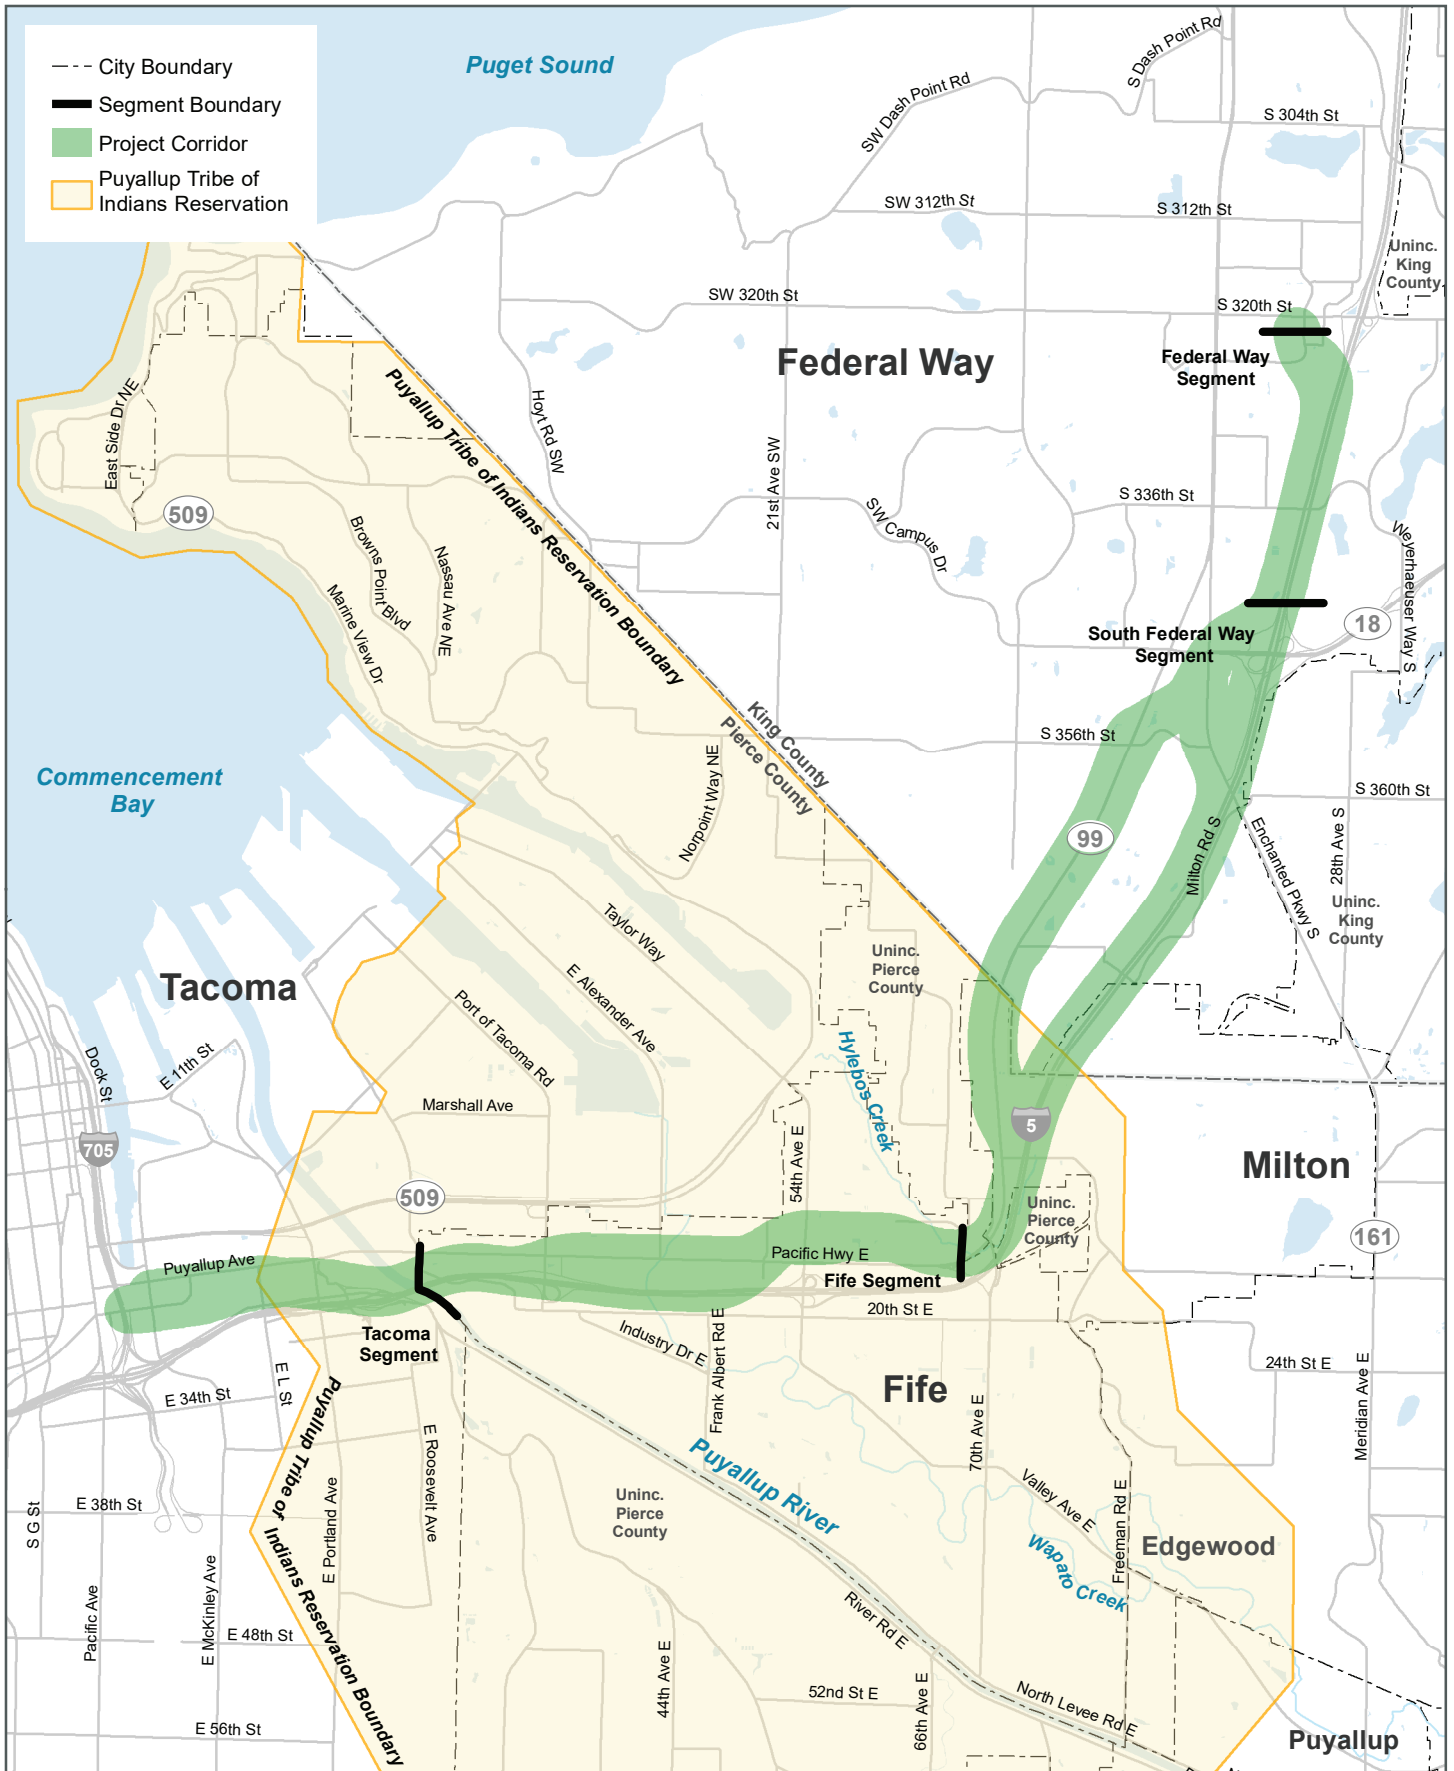 City Boundary
Segment Boundary
Project Corridor
Puyallup Tribe of
Indians Reservation
Puget Sound
SW Dash Point Rd
S Dash Point Rd
S 304th St
SW 312th St
S 312th St
Uninc.
King
County
SW 320th St
S 320th St
Federal Way
Federal Way
Segment
East Side Dr NE
Puyallup Tribe of Indians Reservation Boundary
Hoyt Rd SW
21st Ave SW
S 336th St
SW Campus Dr
509
Browns Point Blvd
Nassau Ave NE
Marine View Dr
Weyerhaeuser Way S
18
South Federal Way
Segment
King County
Pierce County
S 356th St
Commencement
Bay
Norpoint Way NE
S 360th St
99
Milton Rd S
Enchanted Pkwy S
28th Ave S
Uninc.
King
County
Taylor Way
Uninc.
Pierce
County
Tacoma
E Alexander Ave
Port of Tacoma Rd
Hylebos Creek
Dock St
E 11th St
Marshall Ave
705
5
54th Ave E
Milton
509
Uninc.
Pierce
County
161
Puyallup Ave
Pacific Hwy E
Fife Segment
20th St E
Tacoma
Segment
Industry Dr E
Frank Albert Rd E
24th St E
E L St
E 34th St
Fife
Meridian Ave E
Puyallup Tribe of
Indians Reservation Boundary
E Roosevelt Ave
70th Ave E
Puyallup River
Valley Ave E
Freeman Rd E
S G St
E 38th St
E Portland Ave
Uninc.
Pierce
County
Edgewood
Wapato Creek
Pacific Ave
E McKinley Ave
E 48th St
River Rd E
44th Ave E
52nd St E
66th Ave E
North Levee Rd E
E 56th St
Puyallup